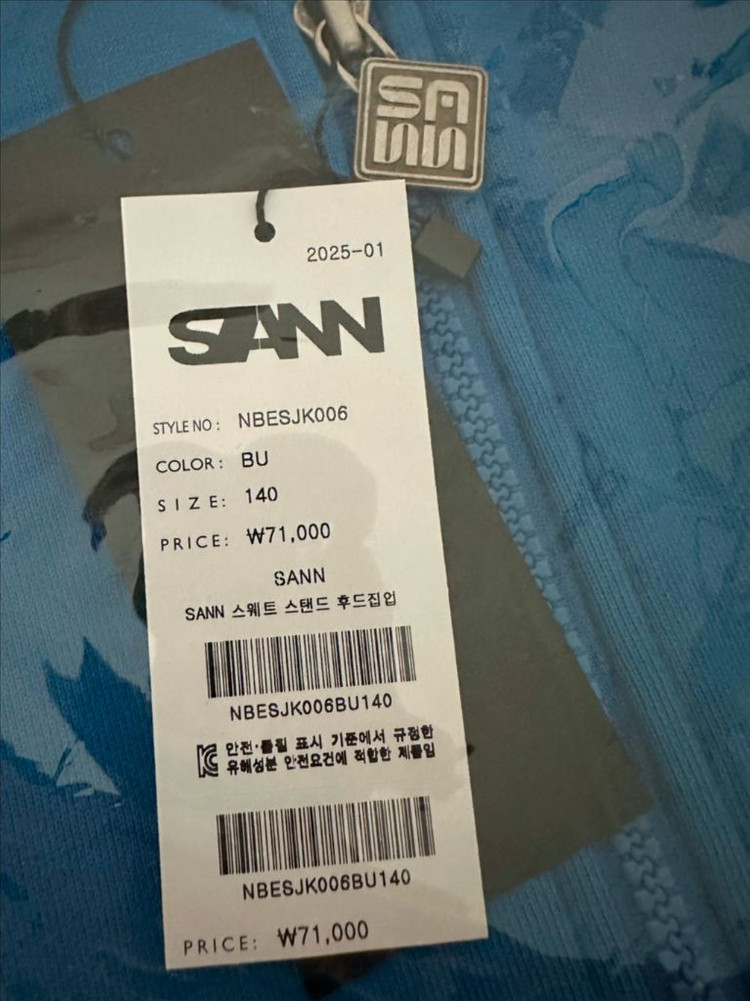 SA
NN
2025-01
SANN
STYLE NO : NBESJK006
COLOR : BU
SIZE: 140
PRICE: ₩71,000
SANN
SANN 스웨트 스탠드 후드집업
NBESJK006BU140
안전·품질 표시 기준에서 규정한
유해성분 안전요건에 적합한 제품임
NBESJK006BU140
PRICE: ₩71,000